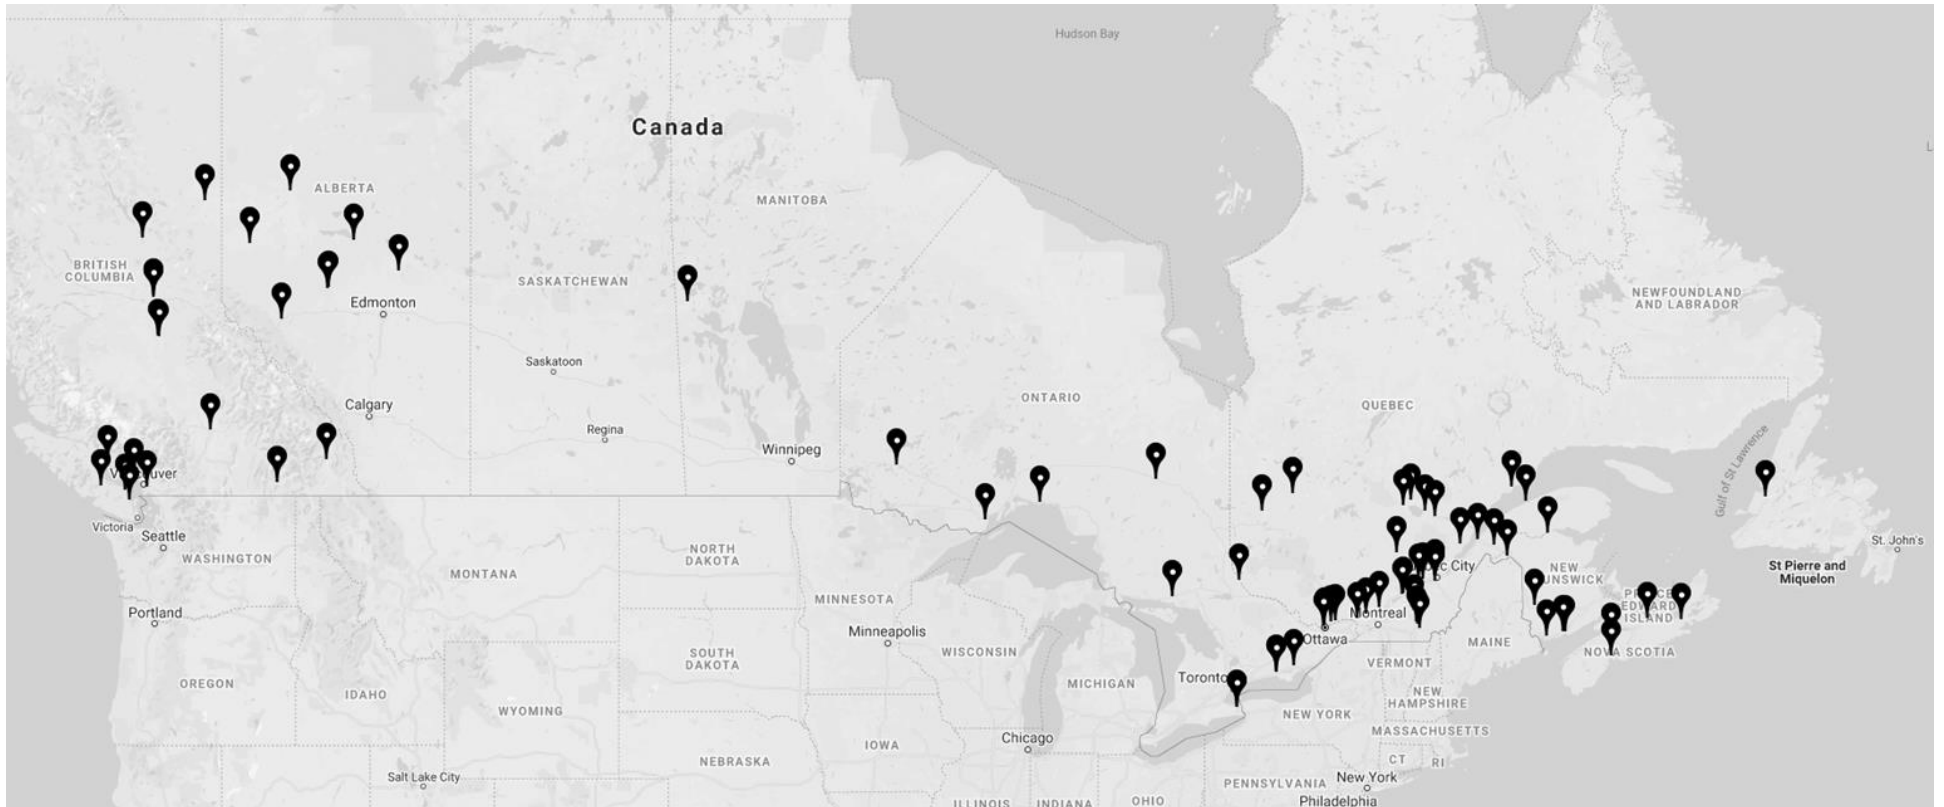 Hudson Bay
Canada
ALBERTA
MANITOBA
BRITISH
COLUMBIA
SASKATCHEWAN
Edmonton
NEWFOUNDLAND
AND LABRADOR
Saskatoon
ONTARIO
QUEBEC
Calgary
Regina
Winnipeg
Gulf of St Lawrence
Victoria
Seattle
WASHINGTON
MONTANA
NORTH
DAKOTA
St. John's
St Pierre and
Miquelon
NEW
MINNESOTA
Portland
Minneapolis
Montreal
Ottawa
EDWARD
ISLAND
MAINE
NOVA SCOTIA
SOUTH
DAKOTA
WISCONSIN
VERMONT
OREGON
IDAHO
MICHIGAN
Toronto
NEW
HAMPSHIRE
WYOMING
NEW YORK
MASSACHUSETTS
IOWA
Chicago
NEBRASKA
CT
RI
Salt Lake City
PENNSYLVANIA
New York
Philadelphia
ILLINOIS
INDIANA
OHIO